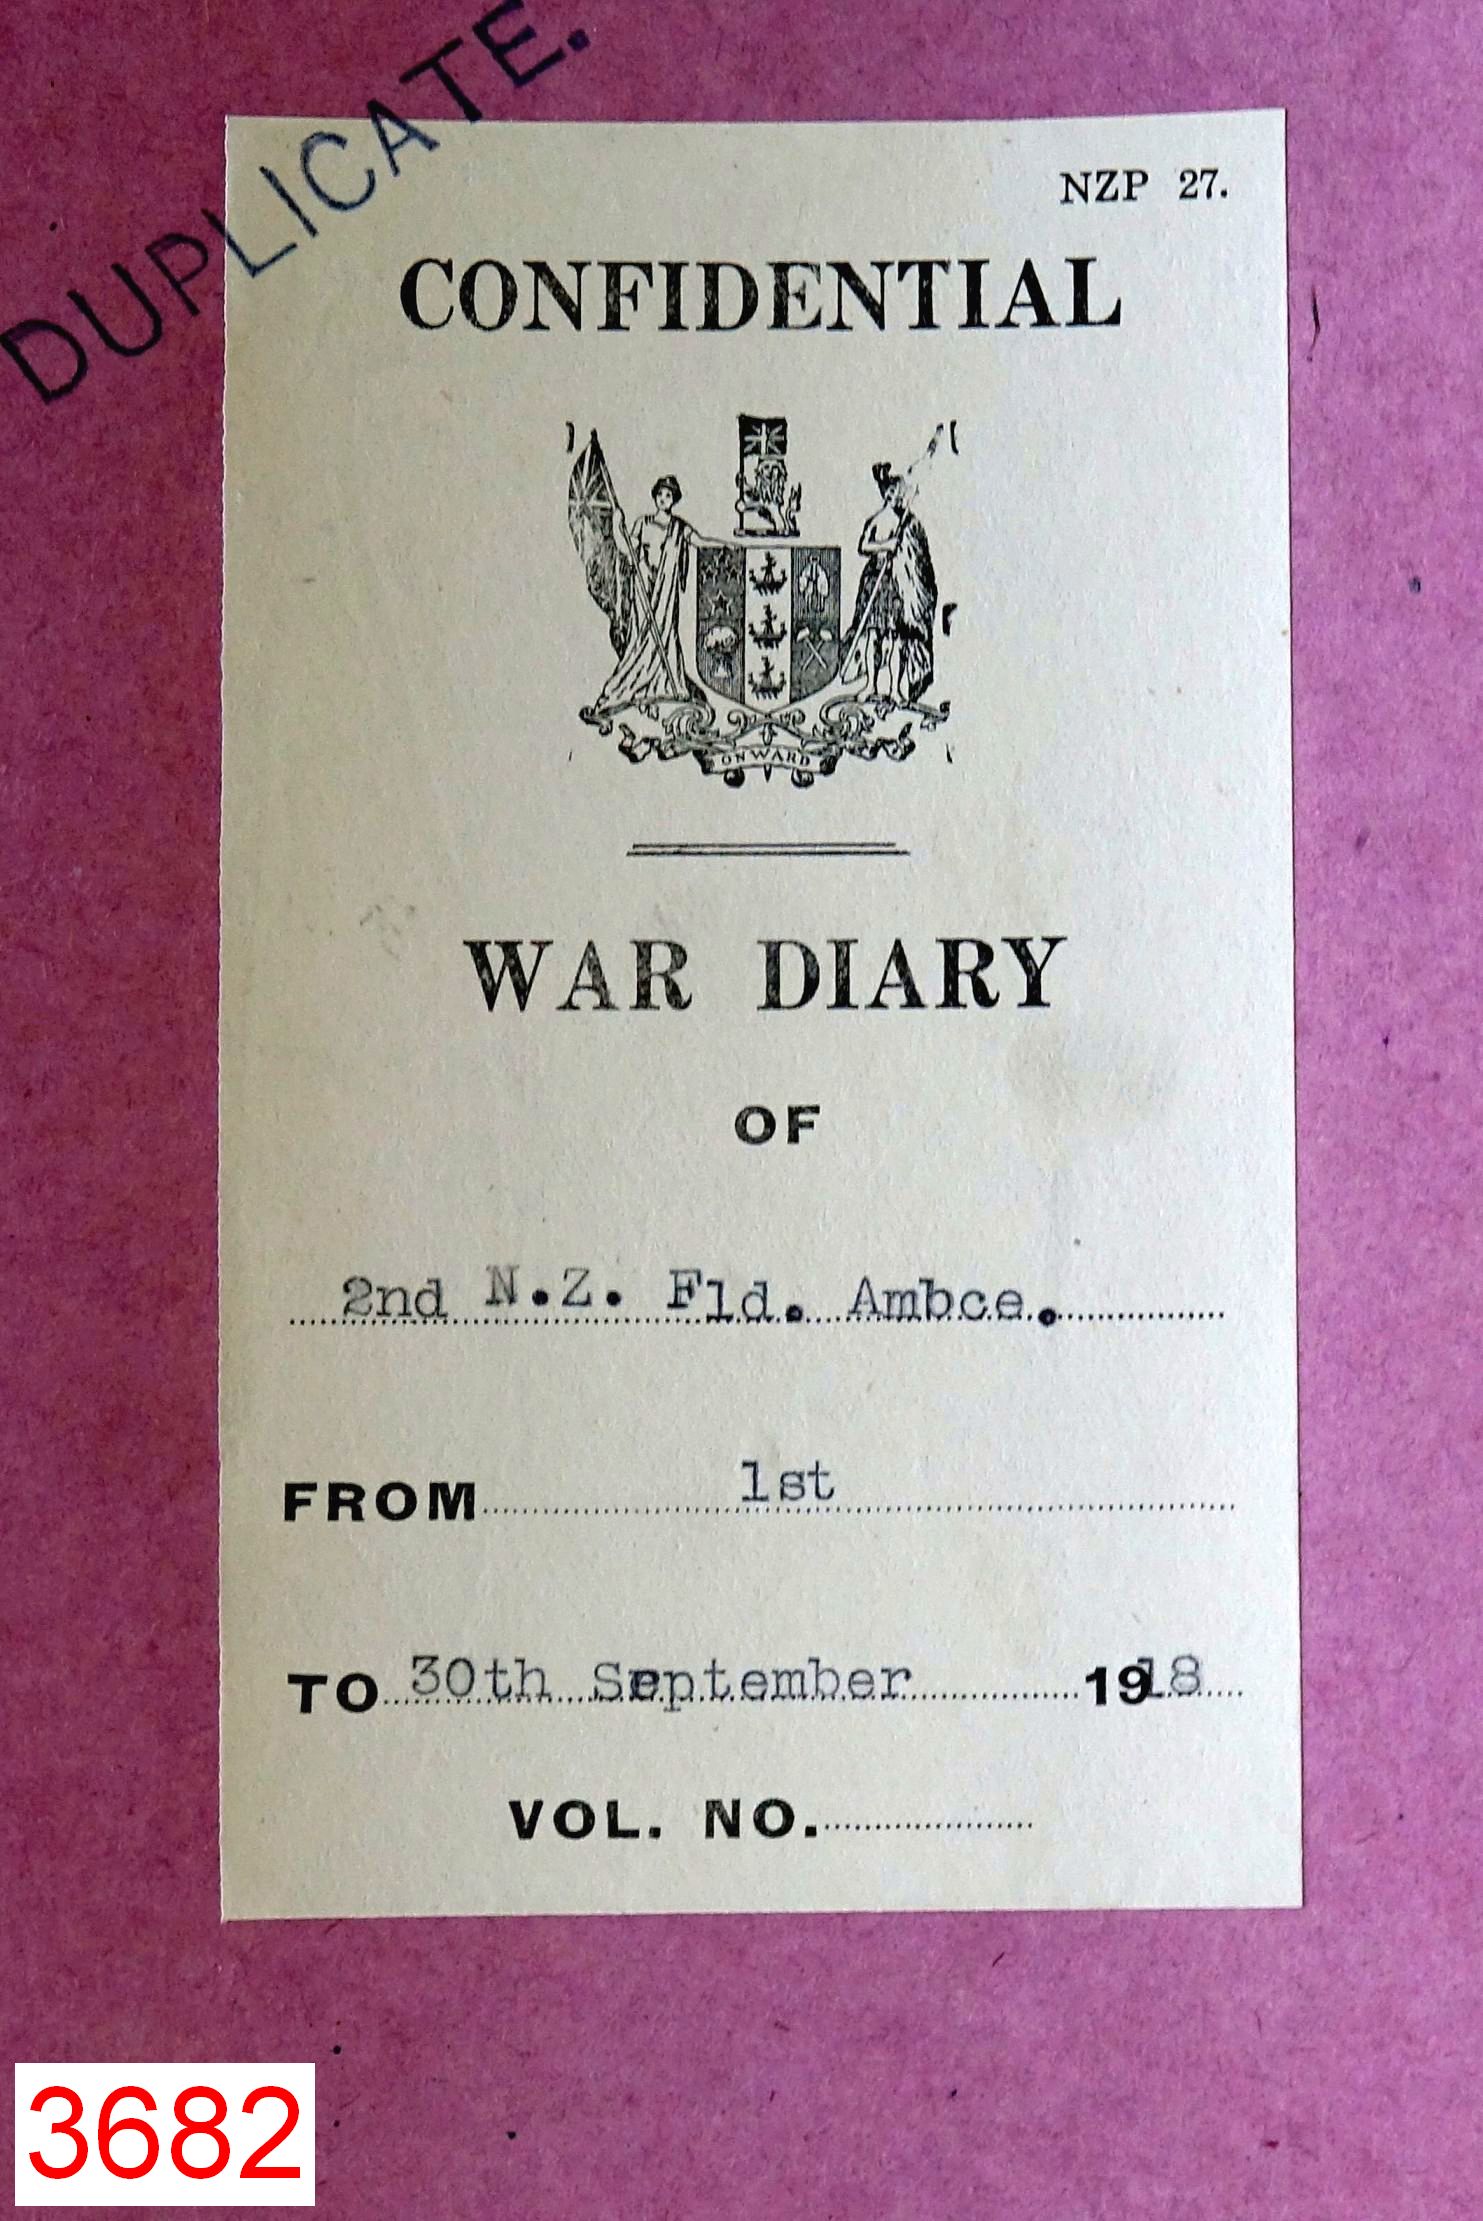 DUPLICATE.
NZP 27.
CONFIDENTIAL
ONWARD
WAR DIARY
OF
2nd N.Z. Fld. Ambce.
FROM 1st
TO 30th September 1918
VOL. NO.
3682